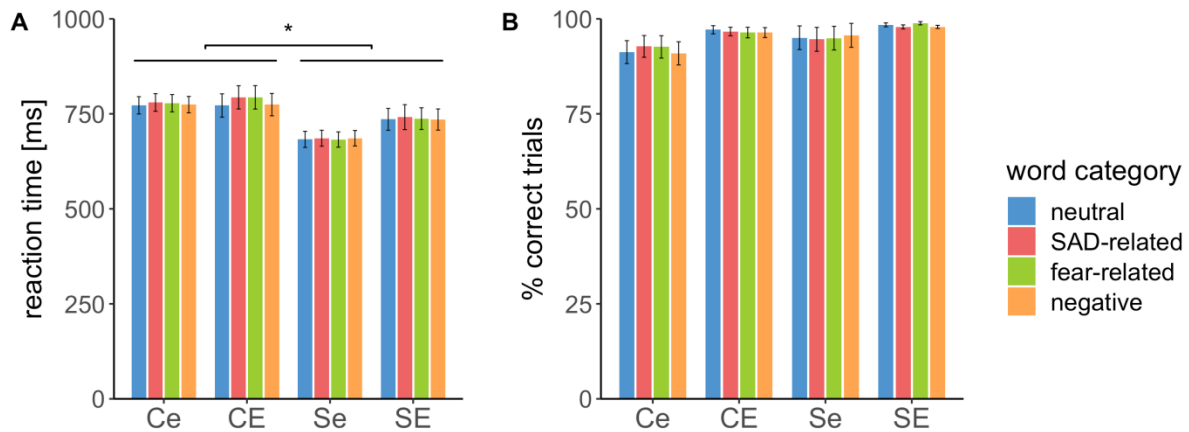 A
reaction time [ms]
1000
750
500
250
0
*
Ce CE Se SE
B
% correct trials
100
75
50
25
0
Ce CE Se SE
word category
neutral
SAD-related
fear-related
negative